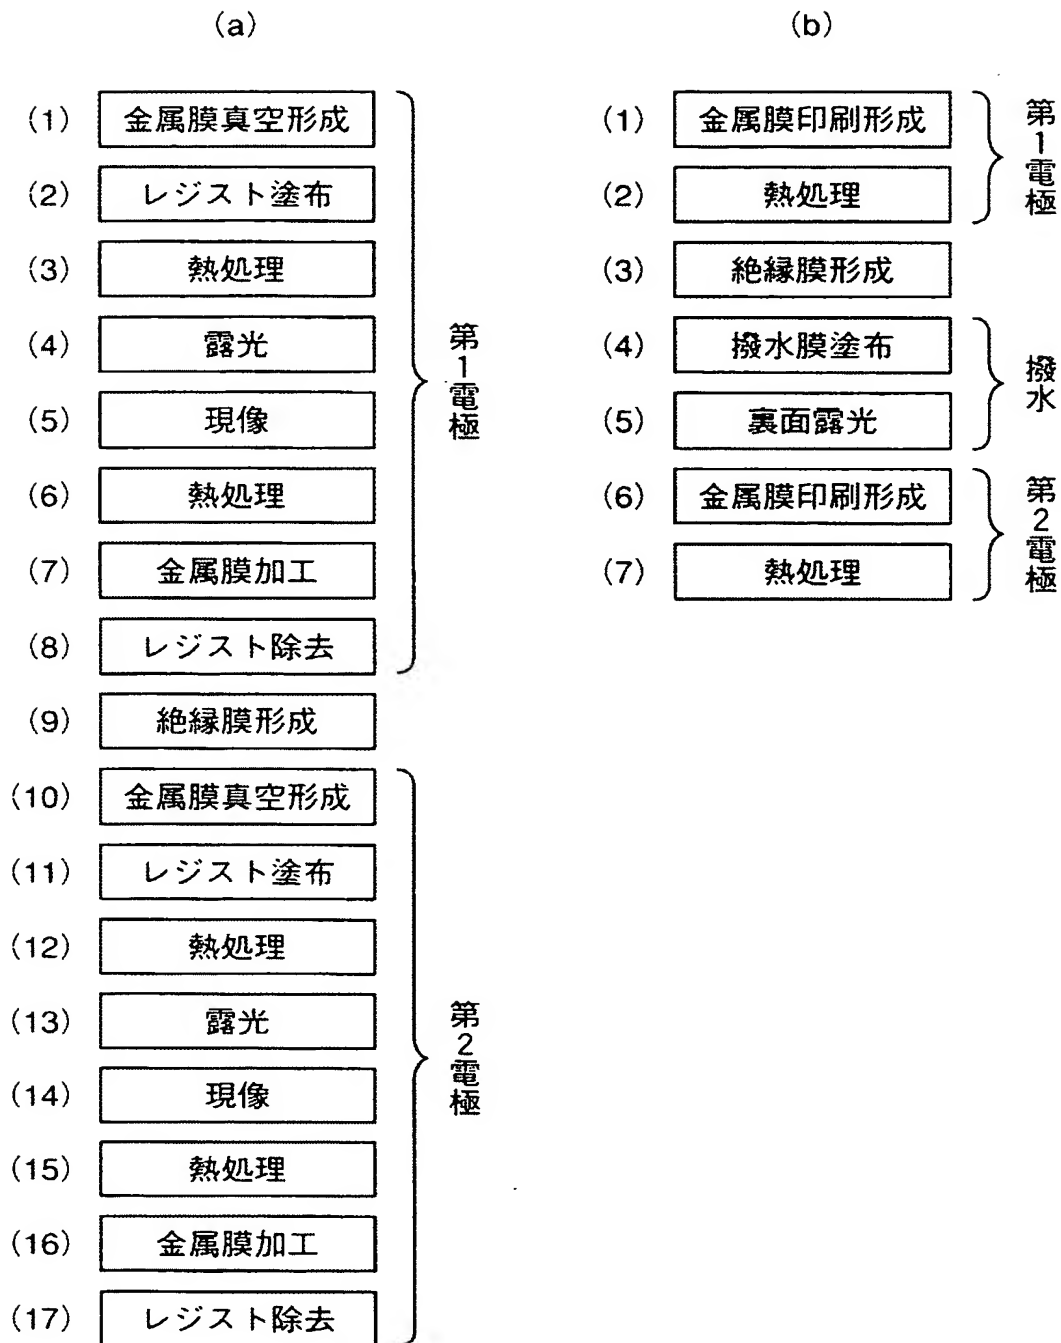 (a)
(1) 金属膜真空形成
(2) レジスト塗布
(3) 熱処理
(4) 露光
(5) 現像
(6) 熱処理
(7) 金属膜加工
(8) レジスト除去
第1電極
(9) 絶縁膜形成
(10) 金属膜真空形成
(11) レジスト塗布
(12) 熱処理
(13) 露光
(14) 現像
(15) 熱処理
(16) 金属膜加工
(17) レジスト除去
第2電極
(b)
(1) 金属膜印刷形成
(2) 熱処理
第1電極
(3) 絶縁膜形成
(4) 撥水膜塗布
(5) 裏面露光
撥水
(6) 金属膜印刷形成
(7) 熱処理
第2電極